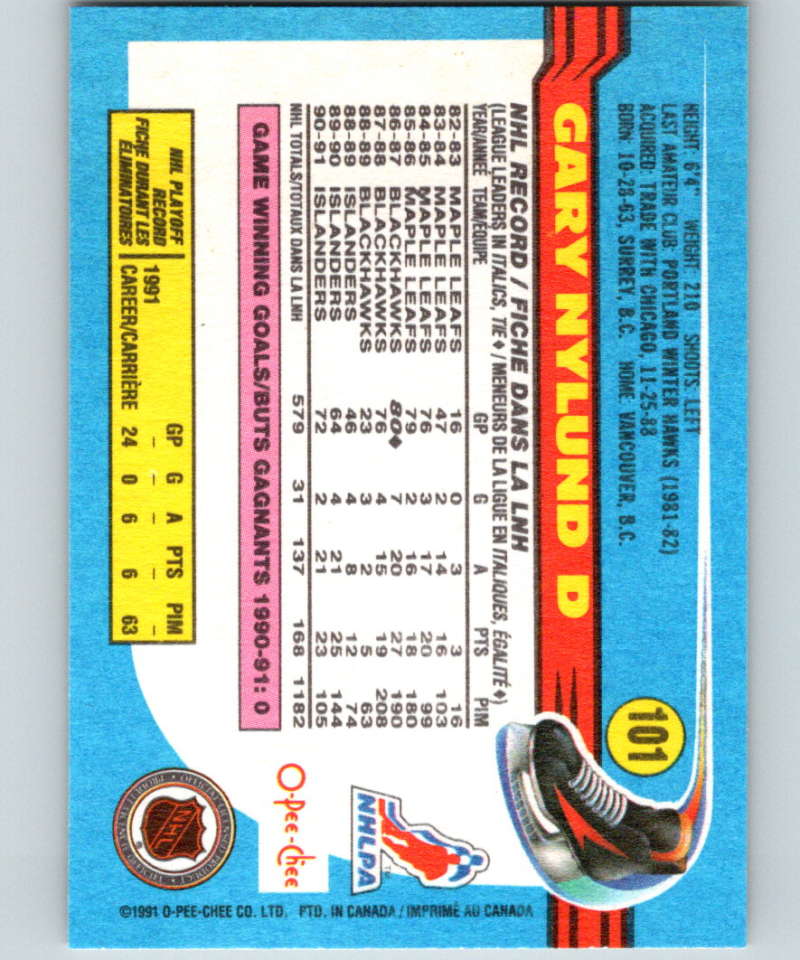 101
HEIGHT: 6'4" WEIGHT: 210 SHOOTS: LEFT
LAST AMATEUR CLUB: PORTLAND WINTER HAWKS (1981-82)
ACQUIRED: TRADE WITH CHICAGO, 11-25-88
BORN: 10-28-63, SURREY, B.C. HOME: VANCOUVER, B.C.
GARY NYLUND D
NHL RECORD / FICHE DANS LA LNH
(LEAGUE LEADERS IN ITALICS, TIE ♦ / MENEURS DE LA LIGUE EN ITALIQUES, ÉGALITÉ ♦)
YEAR/ANNÉE TEAM/ÉQUIPE GP G A PTS PIM
82-83 MAPLE LEAFS 16 0 3 3 16
83-84 MAPLE LEAFS 47 2 14 16 103
84-85 MAPLE LEAFS 76 3 17 20 99
85-86 MAPLE LEAFS 79 2 16 18 180
86-87 BLACKHAWKS 80♦ 7 20 27 190
87-88 BLACKHAWKS 76 4 15 19 208
88-89 BLACKHAWKS 23 3 2 5 63
88-89 ISLANDERS 46 4 8 12 74
89-90 ISLANDERS 64 4 21 25 144
90-91 ISLANDERS 72 2 21 23 105
NHL TOTALS/TOTAUX DANS LA LNH 579 31 137 168 1182
GAME WINNING GOALS/BUTS GAGNANTS 1990-91: 0
NHL PLAYOFF RECORD
FICHE DURANT LES ÉLIMINATOIRES
GP G A PTS PIM
1991 – – – – –
CAREER/CARRIÈRE 24 0 6 6 63
NHLPA
O-Pee-Chee
NHL
©1991 O-PEE-CHEE CO. LTD. PTD. IN CANADA / IMPRIMÉ AU CANADA